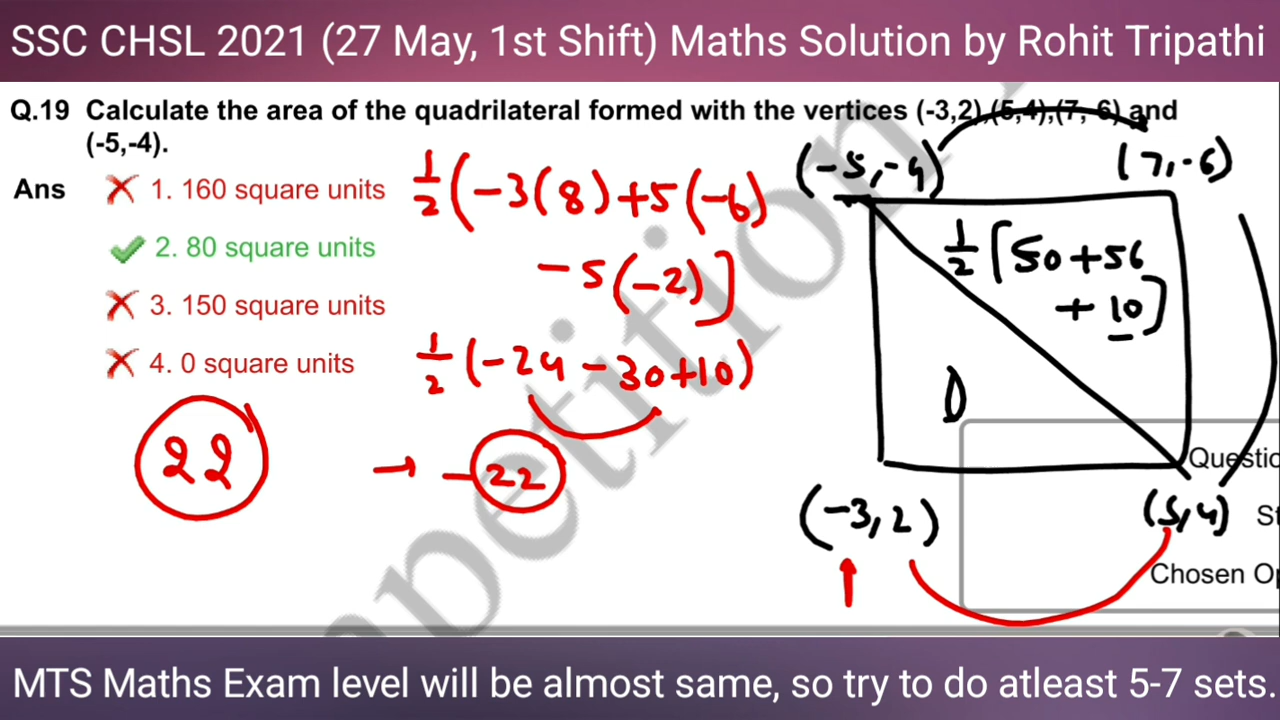 SSC CHSL 2021 (27 May, 1st Shift) Maths Solution by Rohit Tripathi
Q.19 Calculate the area of the quadrilateral formed with the vertices (-3,2),(5,4),(7,-6) and
(-5,-4).
Ans
1. 160 square units
2. 80 square units
3. 150 square units
4. 0 square units
1/2 (-3(8)+5(-6)
-5(-2)]
1/2 (-24 - 30+10)
→ -22
22
(-5,-4)
(7,-6)
1/2 [50+56
+ 10]
D
(-3,2)
(5,4)
Questio
St
Chosen Op
petition
MTS Maths Exam level will be almost same, so try to do atleast 5-7 sets.